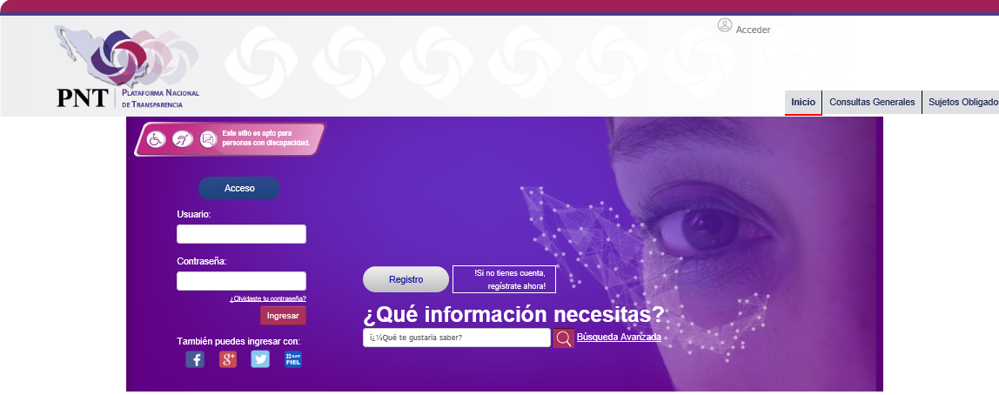 Acceder
PNT
PLATAFORMA NACIONAL
DE TRANSPARENCIA
Inicio
Consultas Generales
Sujetos Obligado
Este sitio es apto para
personas con discapacidad.
Acceso
Usuario:
Contraseña:
¿Olvidaste tu contraseña?
Ingresar
También puedes ingresar con:
f
g+
SAT
FIEL
Registro
!Si no tienes cuenta,
regístrate ahora!
¿Qué información necesitas?
ï¿½Qué te gustaría saber?
Búsqueda Avanzada